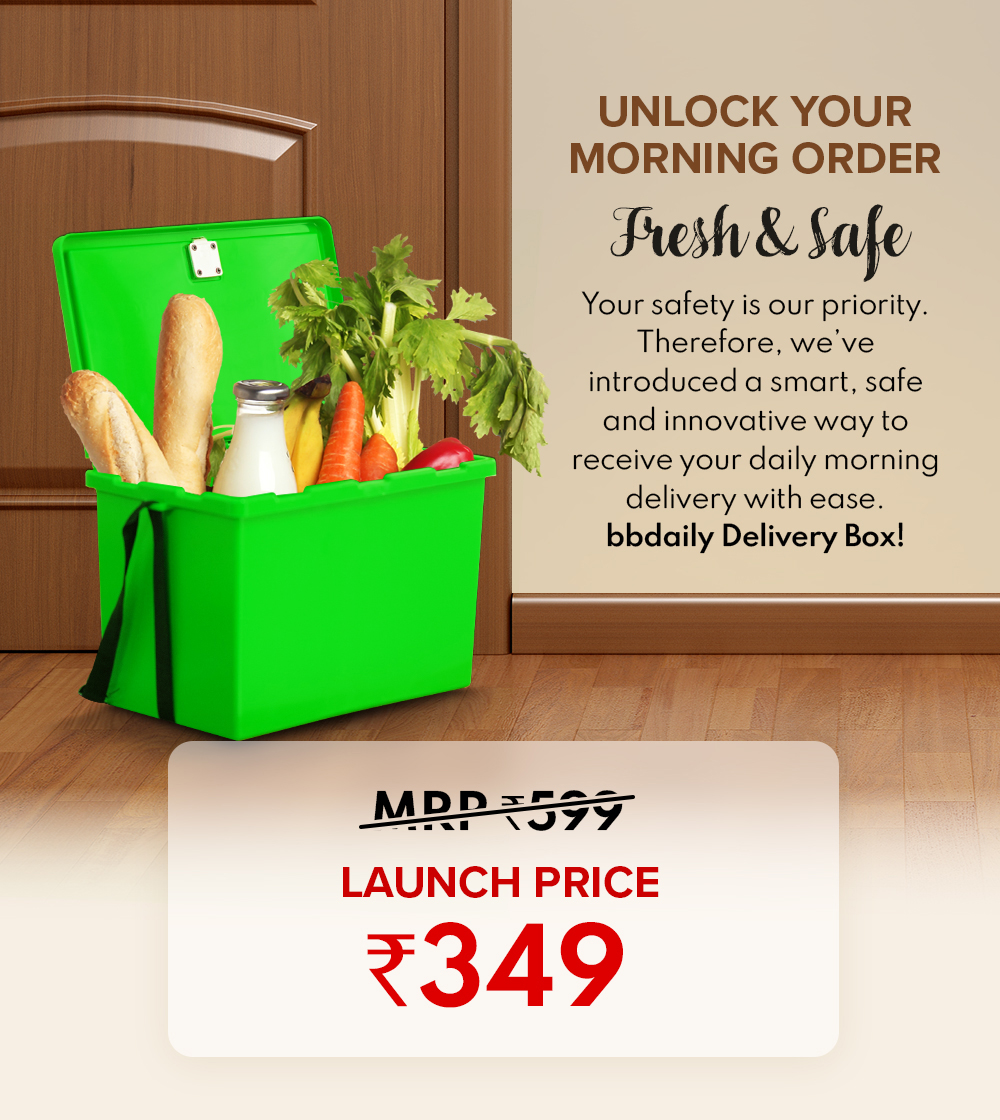 UNLOCK YOUR
MORNING ORDER
Fresh & Safe
Your safety is our priority.
Therefore, we’ve
introduced a smart, safe
and innovative way to
receive your daily morning
delivery with ease.
bbdaily Delivery Box!
MRP ₹599
LAUNCH PRICE
₹349